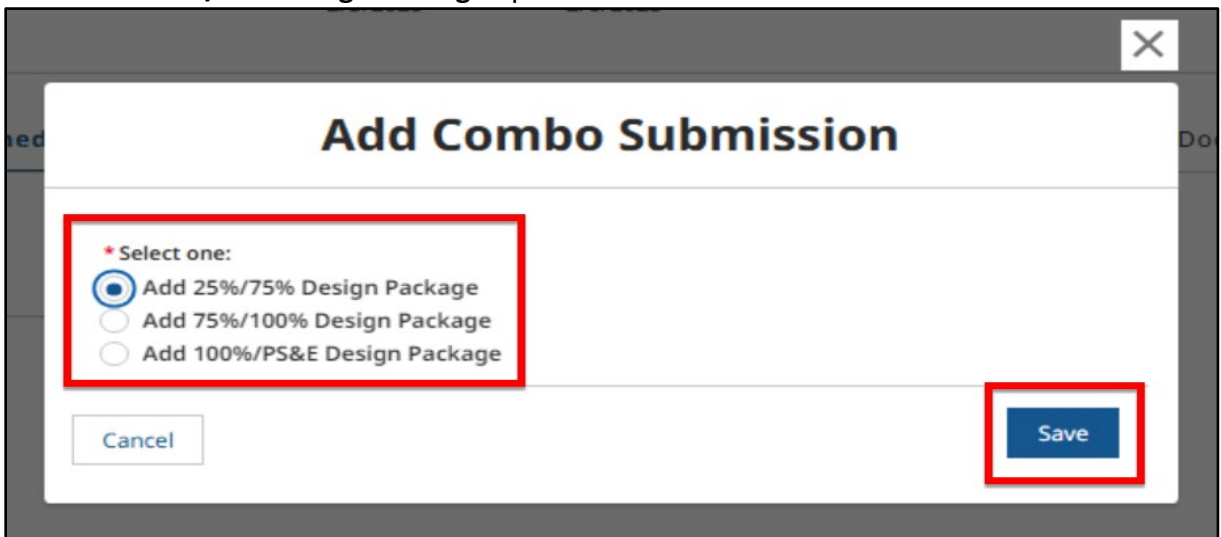 Add Combo Submission
* Select one:
Add 25%/75% Design Package
Add 75%/100% Design Package
Add 100%/PS&E Design Package
Cancel
Save